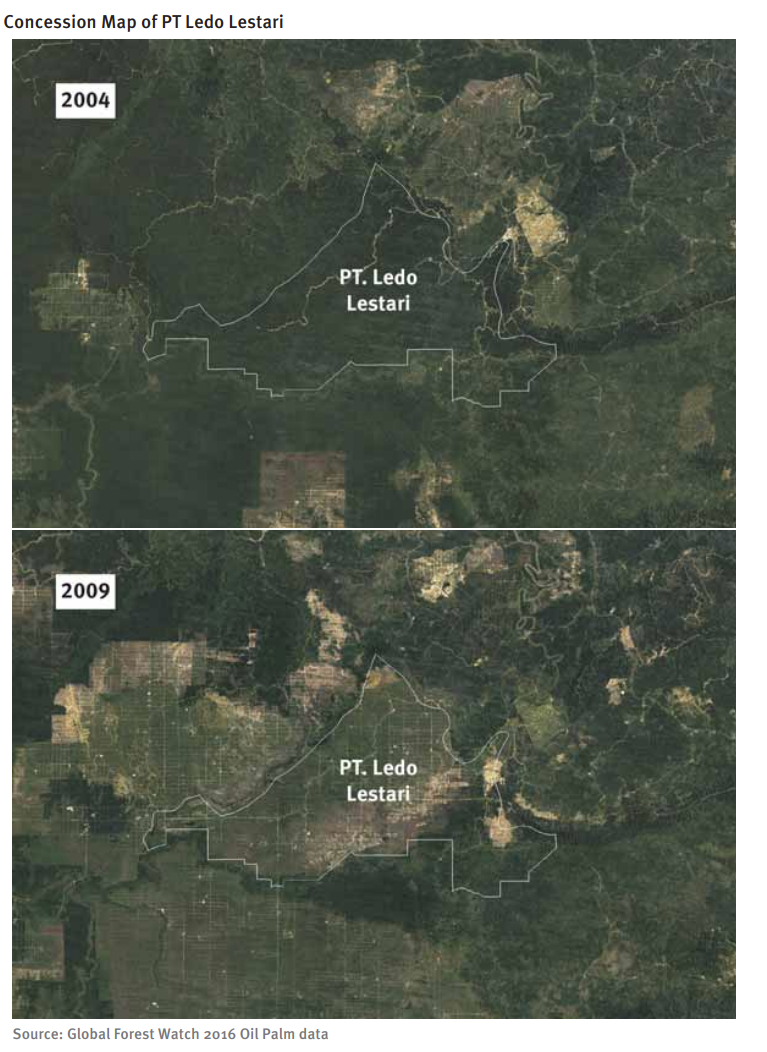 Concession Map of PT Ledo Lestari
2004
PT. Ledo
Lestari
2009
PT. Ledo
Lestari
Source: Global Forest Watch 2016 Oil Palm data